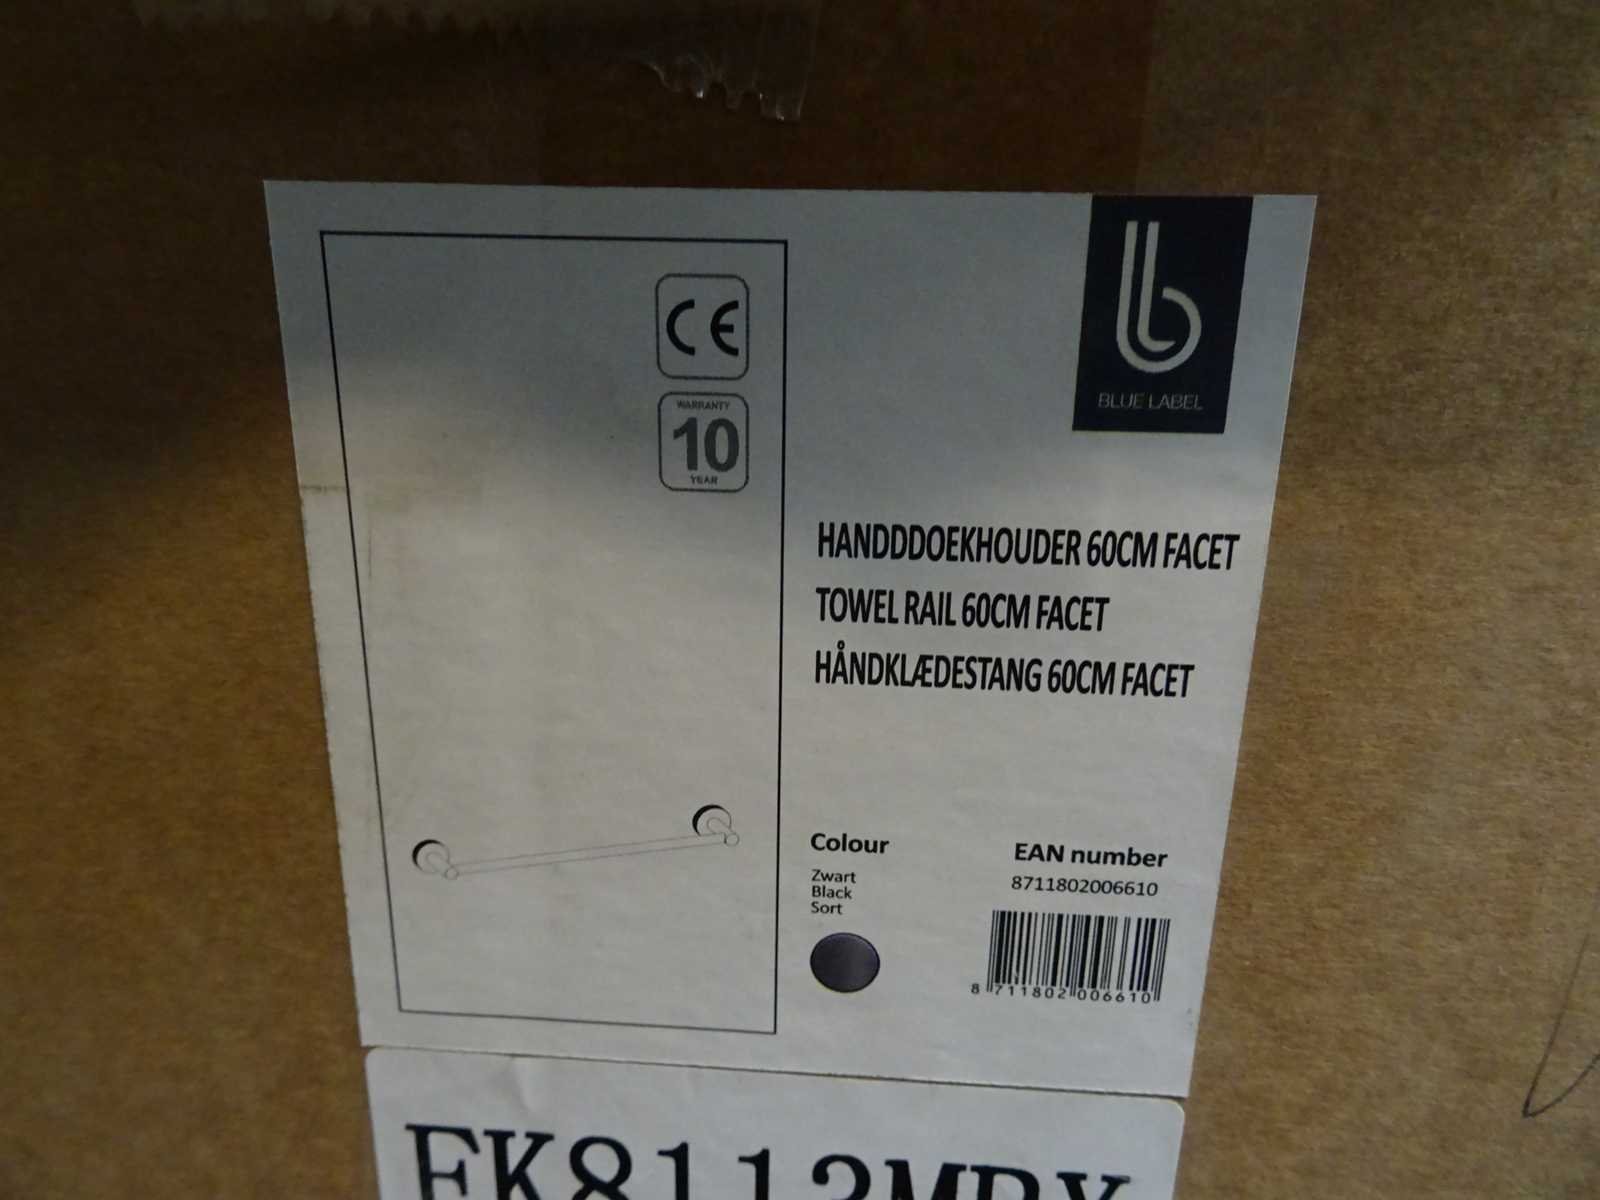 CE
WARRANTY
10
YEAR
BLUE LABEL
HANDDDOEKHOUDER 60CM FACET
TOWEL RAIL 60CM FACET
HÅNDKLÆDESTANG 60CM FACET
Colour
Zwart
Black
Sort
EAN number
8711802006610
8 711802 006610